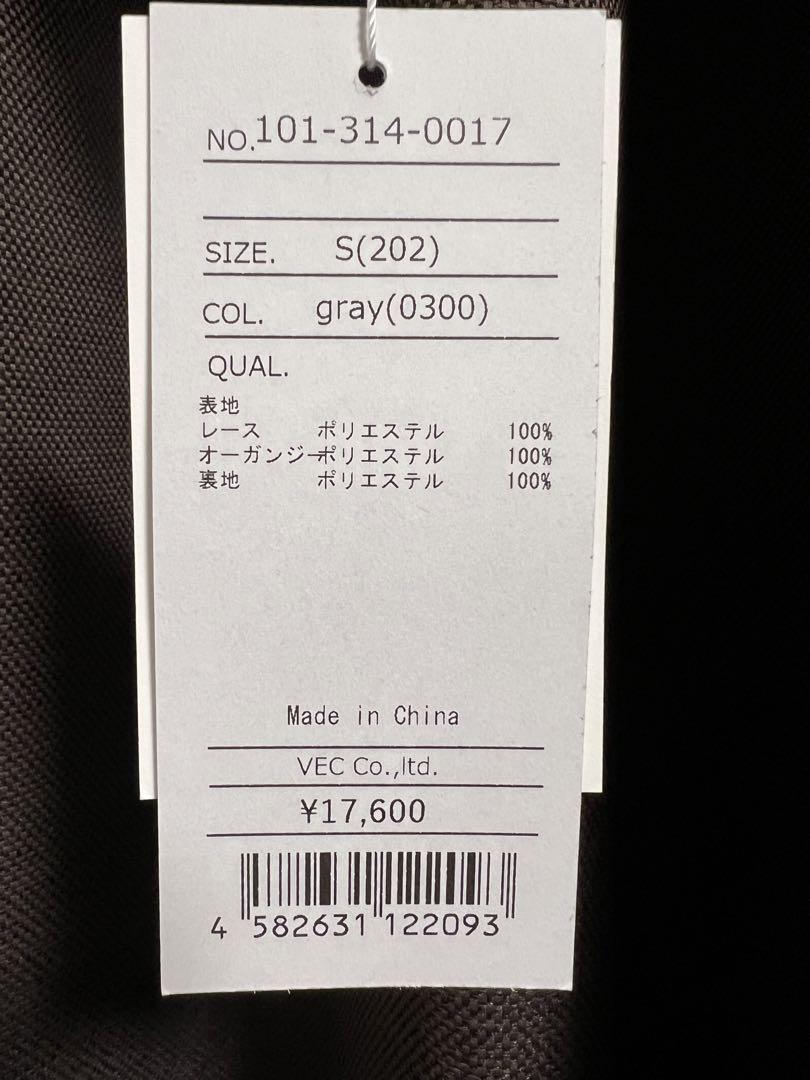 NO.101-314-0017
SIZE. S(202)
COL. gray(0300)
QUAL.
表地
レース ポリエステル 100%
オーガンジーポリエステル 100%
裏地 ポリエステル 100%
Made in China
VEC Co.,ltd.
¥17,600
4 582631 122093